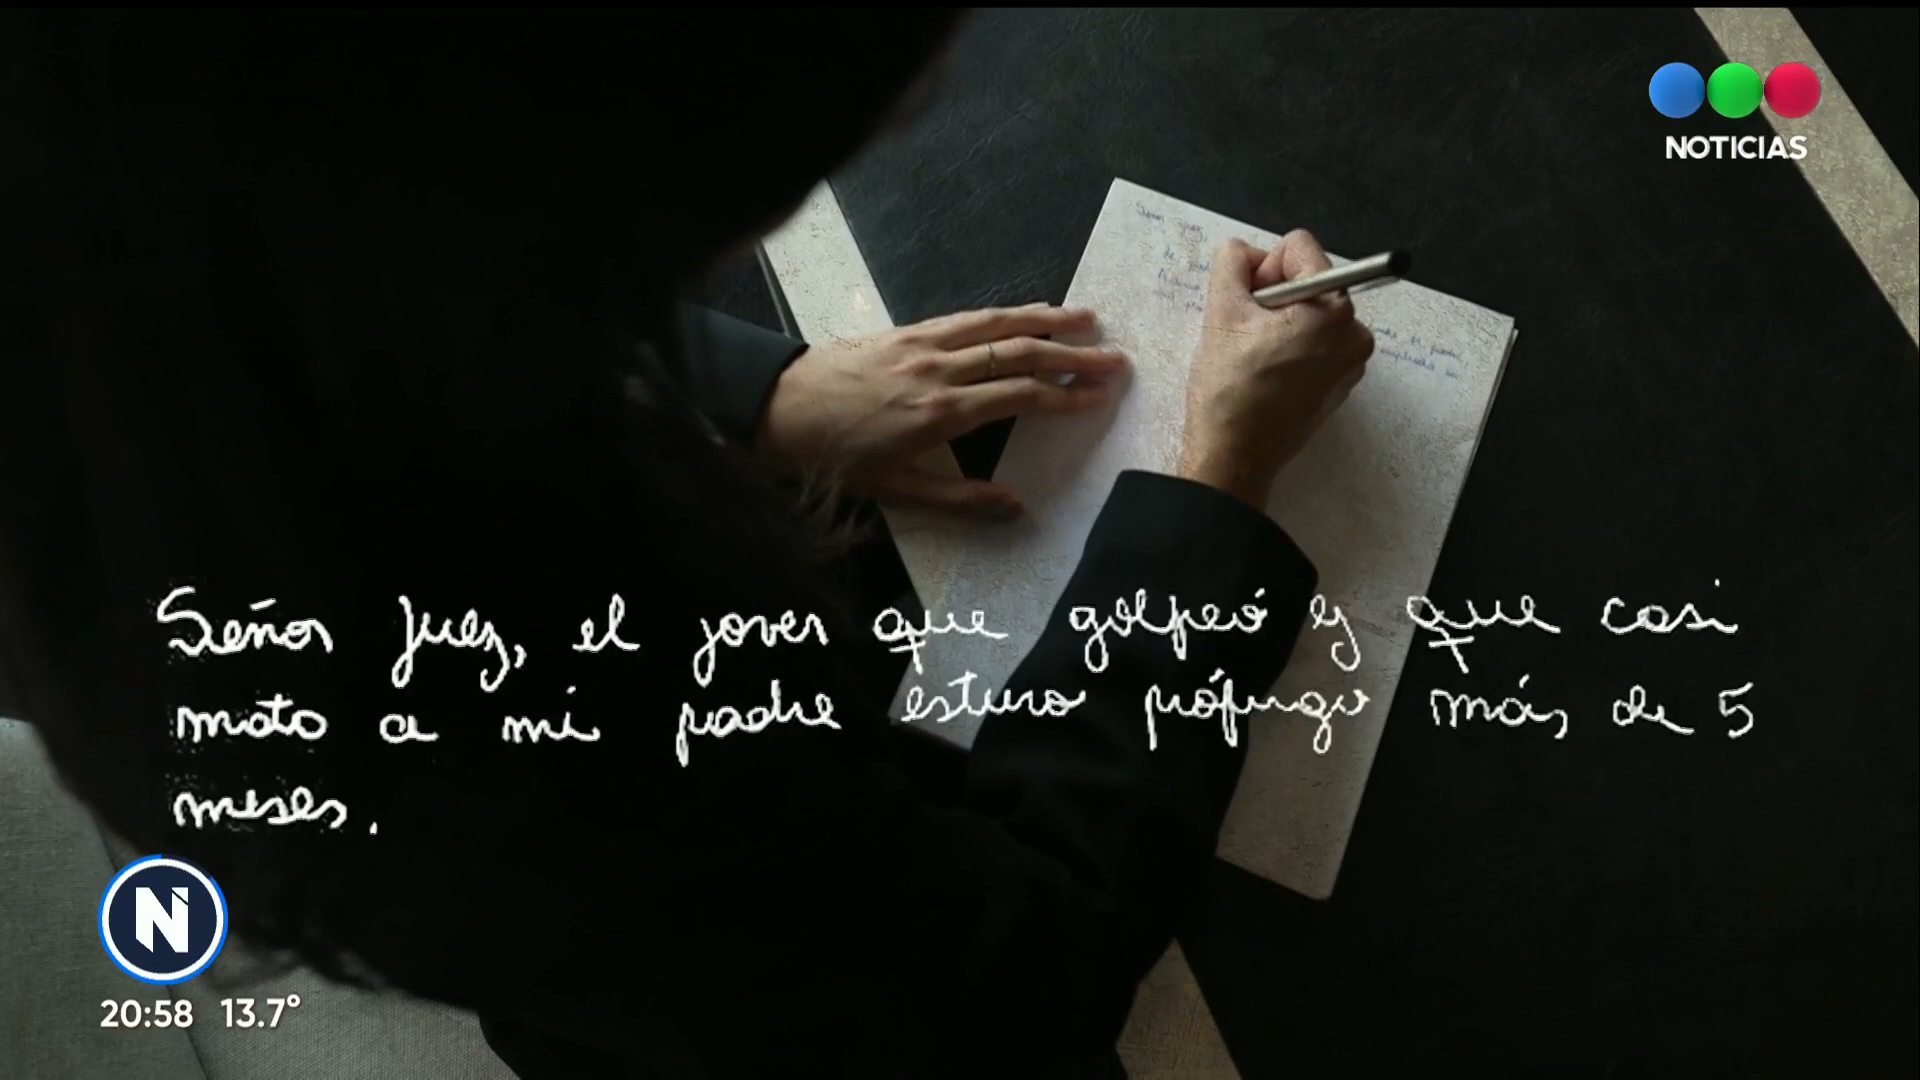 NOTICIAS
Señor Juez, el joven que golpeó y que casi
mato a mi padre estuvo prófugo más de 5
meses.
N
20:58 13.7°